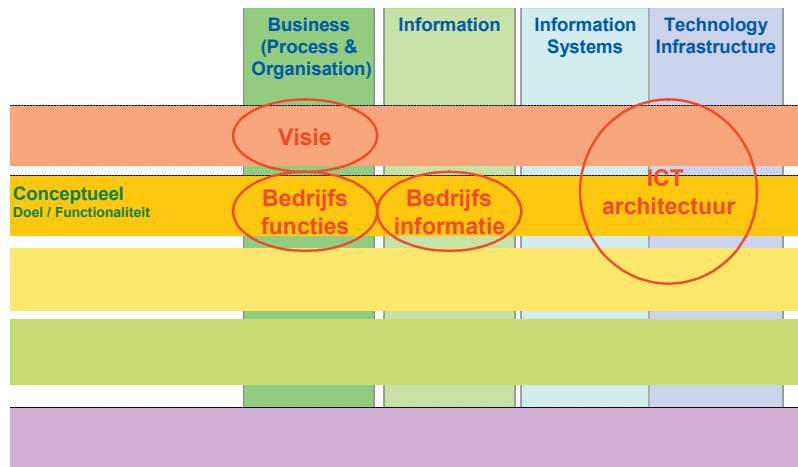 Business
(Process &
Organisation)
Information
Information
Systems
Technology
Infrastructure
Visie
Conceptueel
Doel / Functionaliteit
Bedrijfs
functies
Bedrijfs
informatie
ICT
architectuur